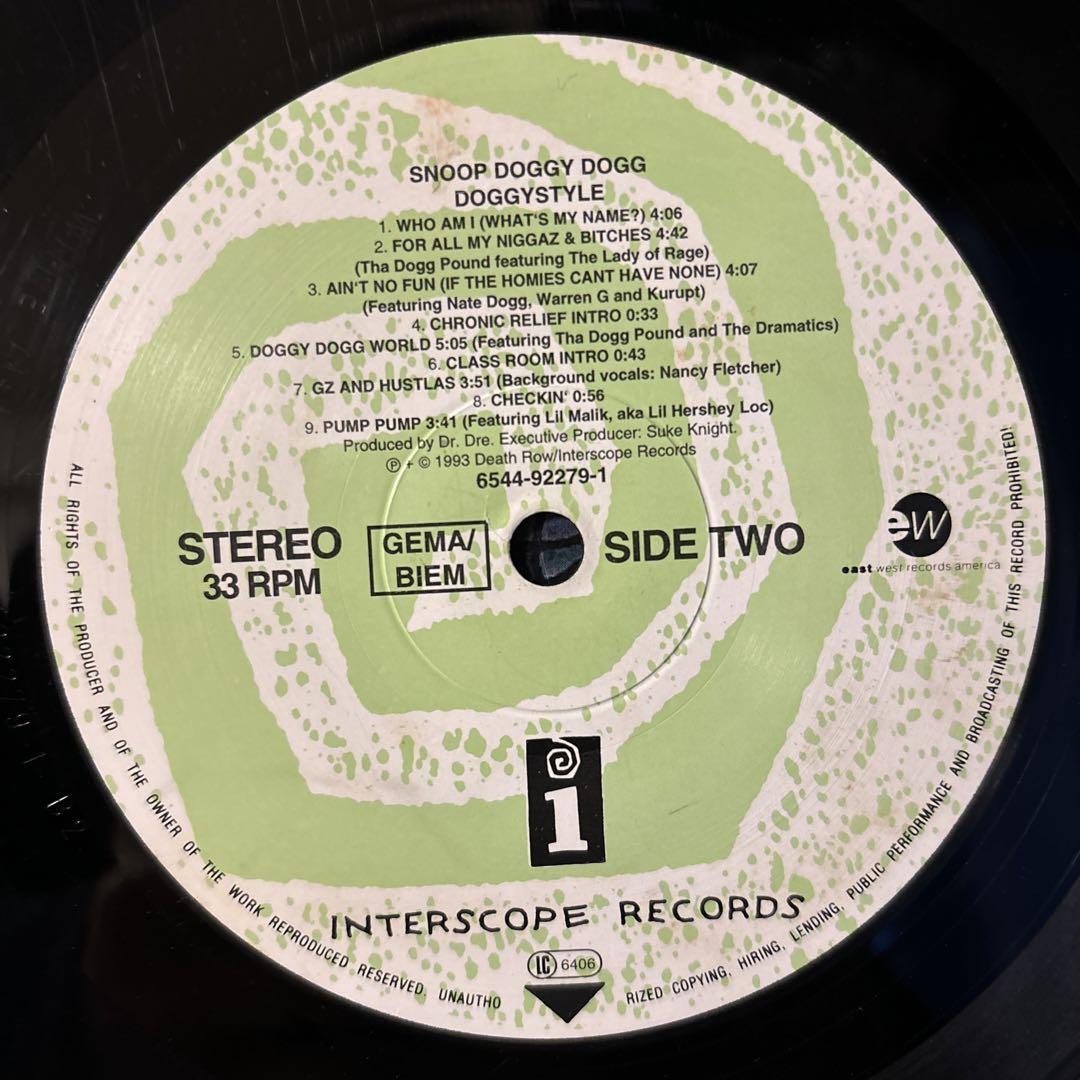 SNOOP DOGGY DOGG
DOGGYSTYLE
1. WHO AM I (WHAT'S MY NAME?) 4:06
2. FOR ALL MY NIGGAZ & BITCHES 4:42
(Tha Dogg Pound featuring The Lady of Rage)
3. AIN'T NO FUN (IF THE HOMIES CANT HAVE NONE) 4:07
(Featuring Nate Dogg, Warren G and Kurupt)
4. CHRONIC RELIEF INTRO 0:33
5. DOGGY DOGG WORLD 5:05 (Featuring Tha Dogg Pound and The Dramatics)
6. CLASS ROOM INTRO 0:43
7. GZ AND HUSTLAS 3:51 (Background vocals: Nancy Fletcher)
8. CHECKIN' 0:56
9. PUMP PUMP 3:41 (Featuring Lil Malik, aka Lil Hershey Loc)
Produced by Dr. Dre. Executive Producer: Suke Knight.
℗ + © 1993 Death Row/Interscope Records
6544-92279-1
STEREO
33 RPM
GEMA/
BIEM
SIDE TWO
ew
east west records america
i
INTERSCOPE RECORDS
LC 6406
ALL RIGHTS OF THE PRODUCER AND OF THE OWNER OF THE WORK REPRODUCED RESERVED. UNAUTHO
RIZED COPYING, HIRING, LENDING, PUBLIC PERFORMANCE AND BROADCASTING OF THIS RECORD PROHIBITED!